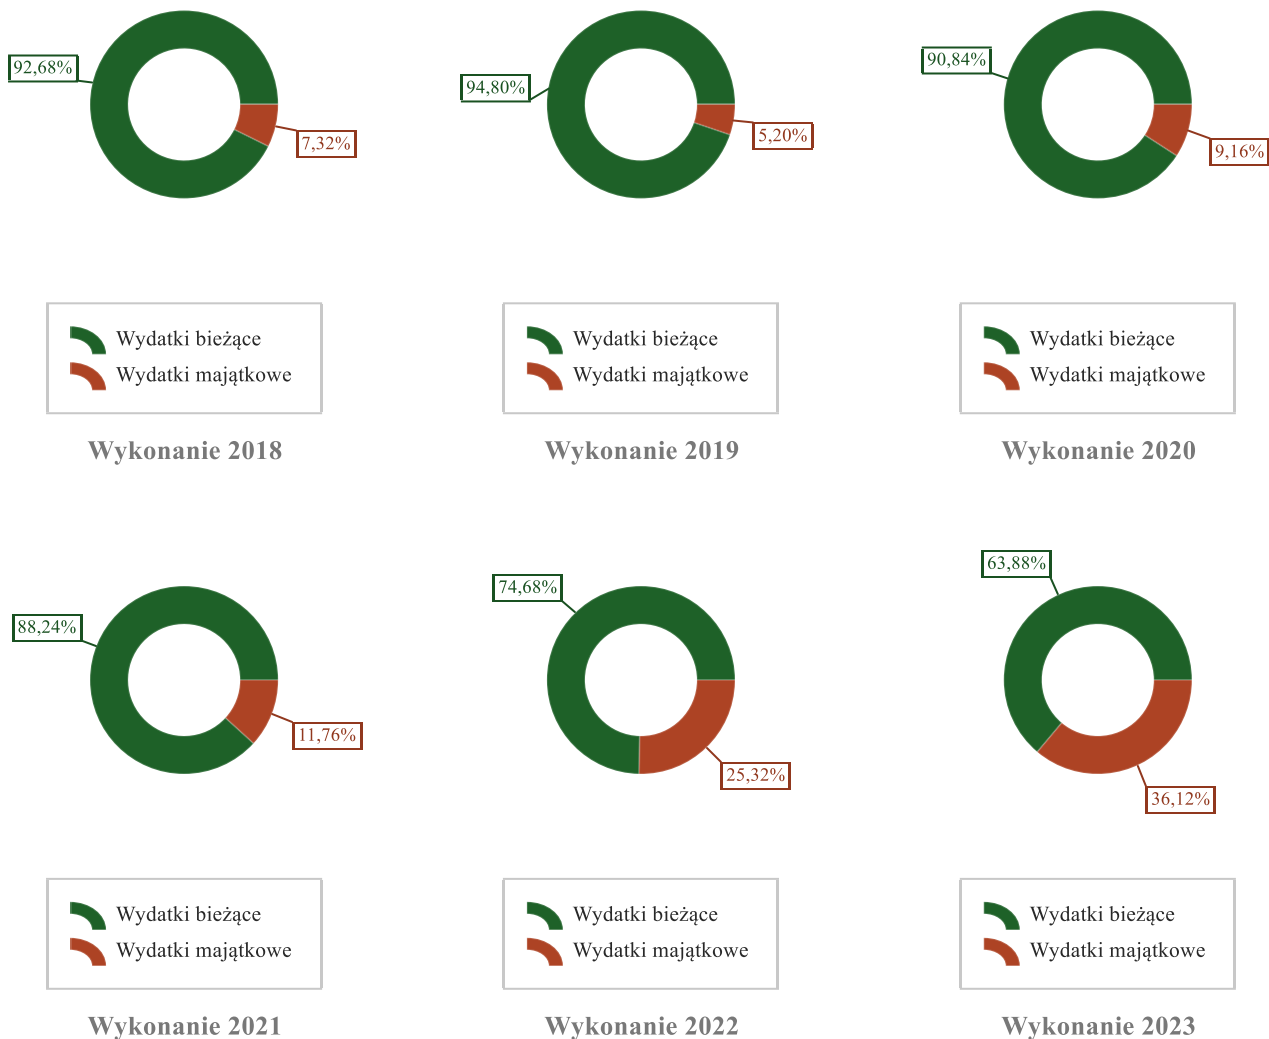 92,68%
7,32%
Wydatki bieżące
Wydatki majątkowe
Wykonanie 2018
94,80%
5,20%
Wydatki bieżące
Wydatki majątkowe
Wykonanie 2019
90,84%
9,16%
Wydatki bieżące
Wydatki majątkowe
Wykonanie 2020
88,24%
11,76%
Wydatki bieżące
Wydatki majątkowe
Wykonanie 2021
74,68%
25,32%
Wydatki bieżące
Wydatki majątkowe
Wykonanie 2022
63,88%
36,12%
Wydatki bieżące
Wydatki majątkowe
Wykonanie 2023